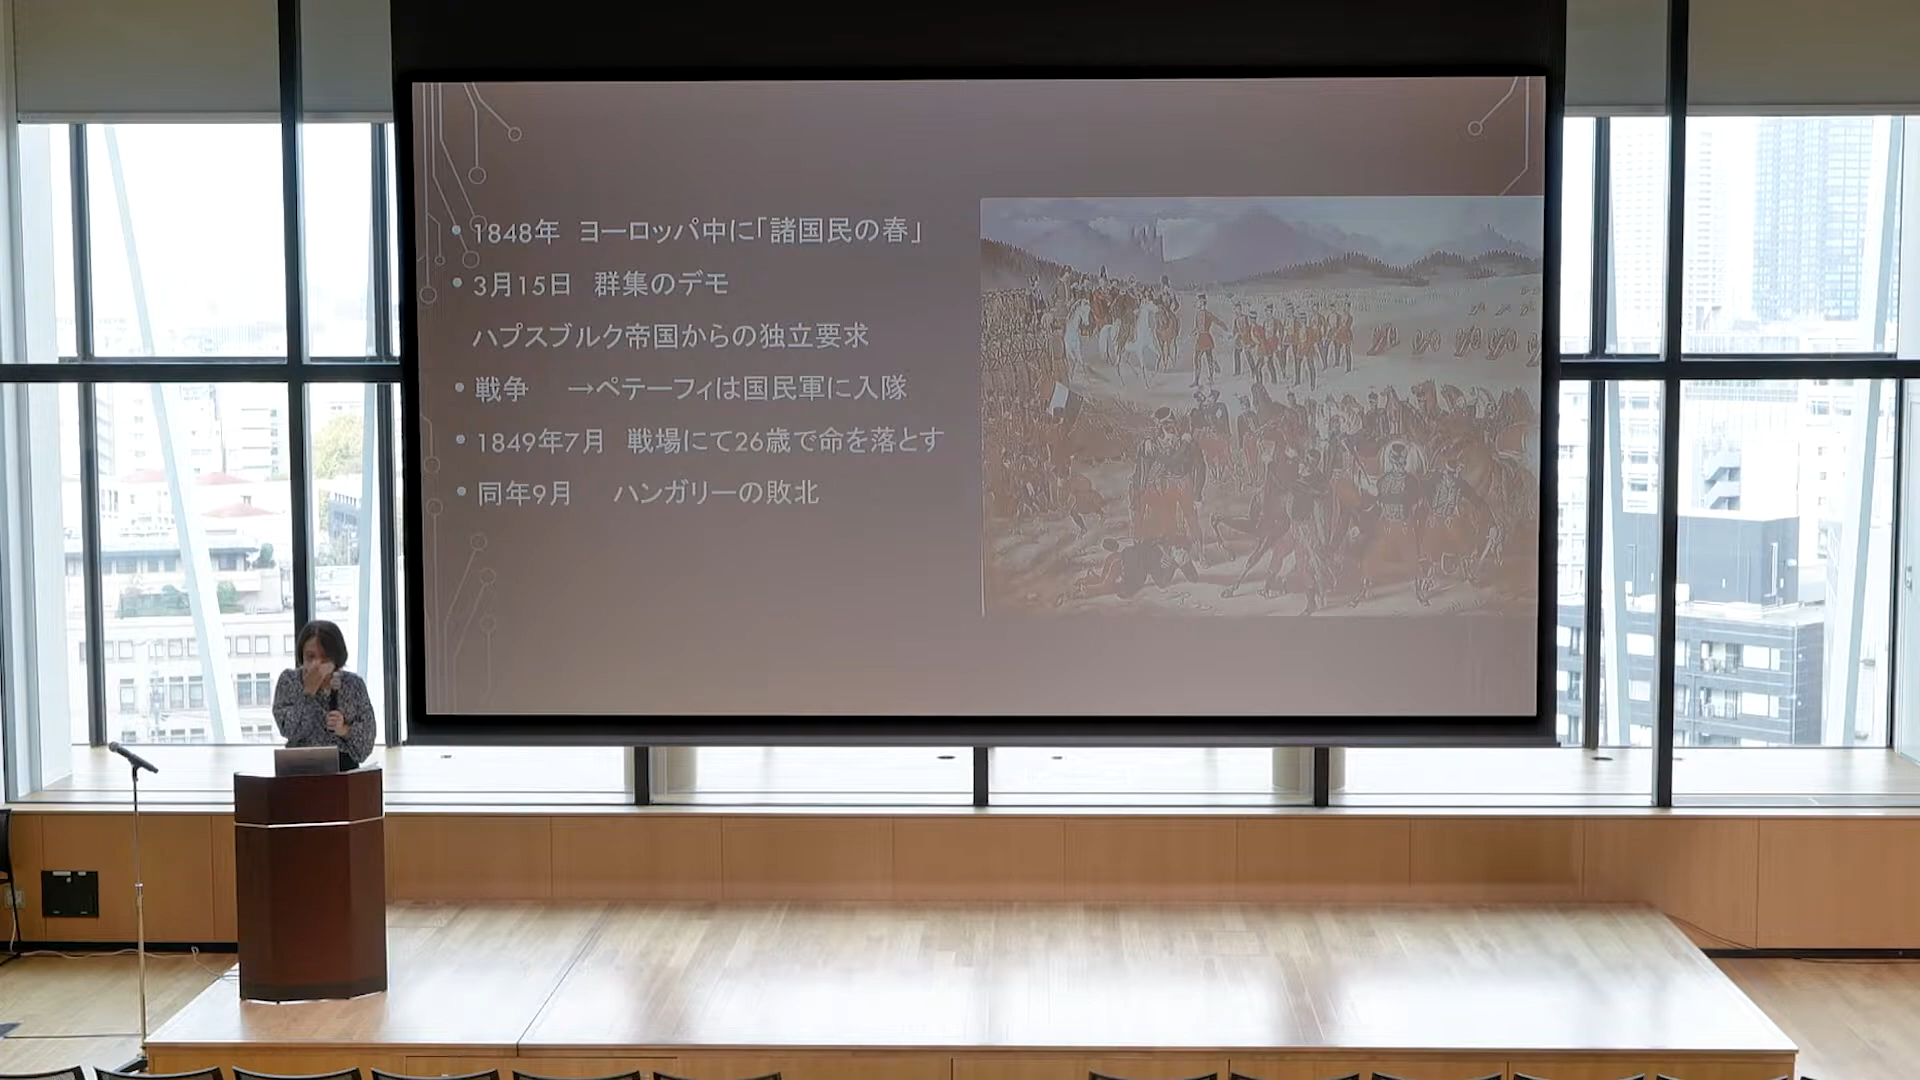 • 1848年 ヨーロッパ中に「諸国民の春」
• 3月15日 群集のデモ
ハプスブルク帝国からの独立要求
• 戦争 →ペテーフィは国民軍に入隊
• 1849年7月 戦場にて26歳で命を落とす
• 同年9月 ハンガリーの敗北